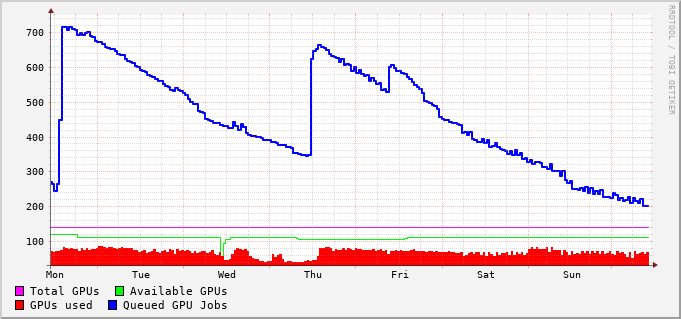 700
600
500
400
300
200
100
Mon Tue Wed Thu Fri Sat Sun
Total GPUs Available GPUs
GPUs used Queued GPU Jobs
RRDTOOL / TOBI OETIKER